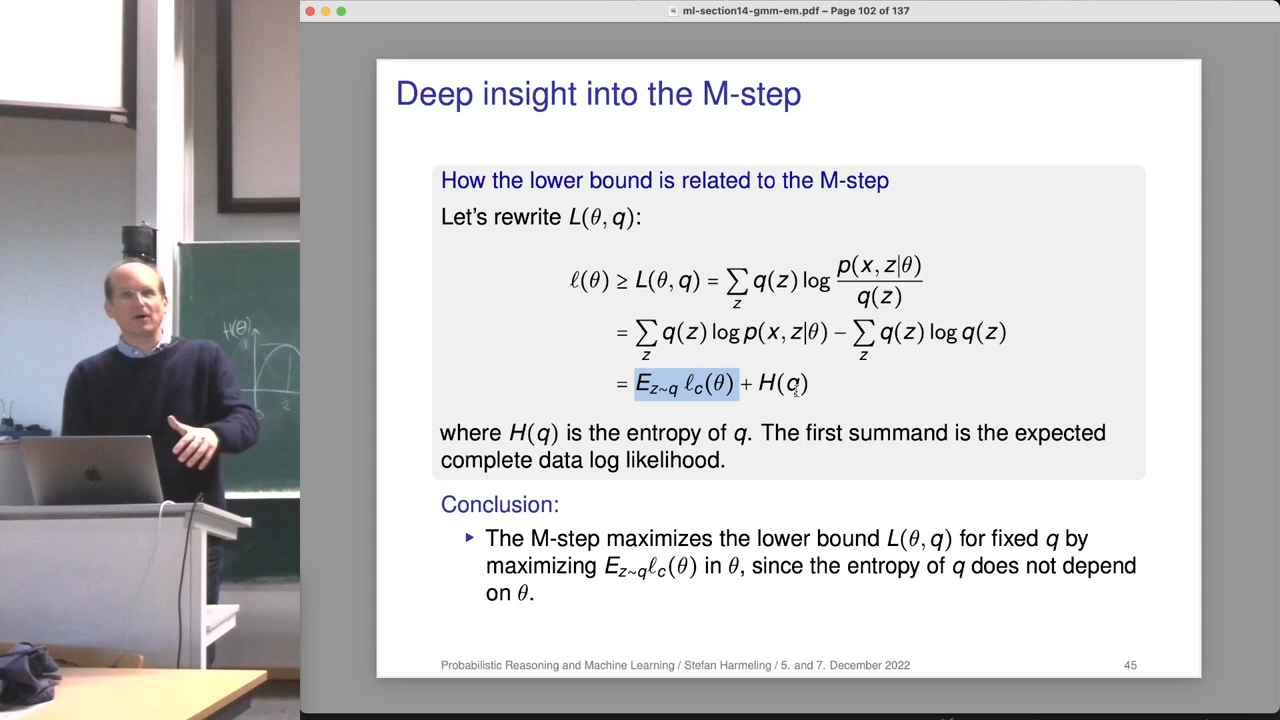 ml-section14-gmm-em.pdf – Page 102 of 137
Deep insight into the M-step
How the lower bound is related to the M-step
Let's rewrite L(θ, q):
ℓ(θ) ≥ L(θ, q) = ∑_z q(z) log p(x, z|θ) / q(z)
= ∑_z q(z) log p(x, z|θ) − ∑_z q(z) log q(z)
= E_{z∼q} ℓ_c(θ) + H(q)
where H(q) is the entropy of q. The first summand is the expected
complete data log likelihood.
Conclusion:
▸ The M-step maximizes the lower bound L(θ, q) for fixed q by
maximizing E_{z∼q}ℓ_c(θ) in θ, since the entropy of q does not depend
on θ.
Probabilistic Reasoning and Machine Learning / Stefan Harmeling / 5. and 7. December 2022 45
H(θ)